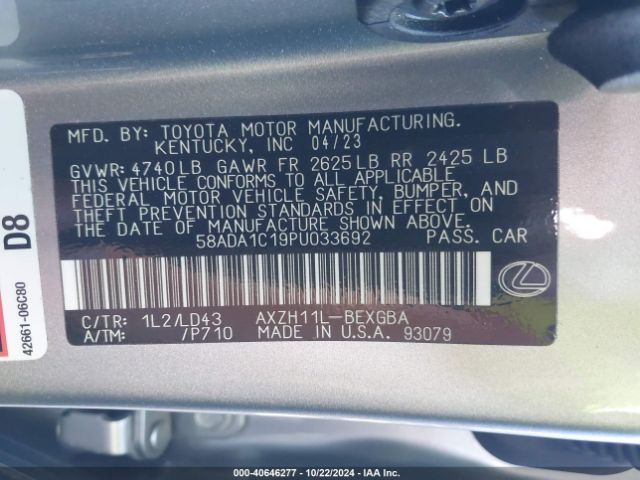 MFD. BY: TOYOTA MOTOR MANUFACTURING.
KENTUCKY, INC 04/23
GVWR: 4740LB GAWR FR 2625LB RR 2425 LB
THIS VEHICLE CONFORMS TO ALL APPLICABLE
FEDERAL MOTOR VEHICLE SAFETY, BUMPER, AND
THEFT PREVENTION STANDARDS IN EFFECT ON
THE DATE OF MANUFACTURE SHOWN ABOVE.
58ADA1C19PU033692 PASS. CAR
C/TR: 1L2/LD43 AXZH11L-BEXGBA
A/TM: 7P710 MADE IN U.S.A. 93079
D8
42661-06C80
000-40646277 - 10/22/2024 - IAA Inc.